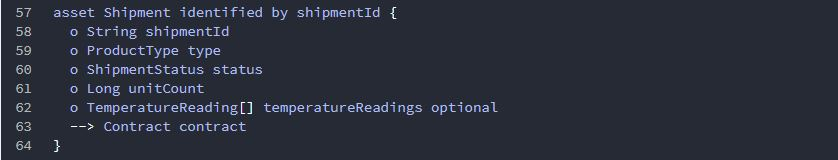 57 asset Shipment identified by shipmentId {
58   o String shipmentId
59   o ProductType type
60   o ShipmentStatus status
61   o Long unitCount
62   o TemperatureReading[] temperatureReadings optional
63   --> Contract contract
64 }